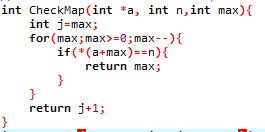 int CheckMap(int *a, int n,int max){
    int j=max;
    for(max;max>=0;max--){
        if(*(a+max)==n){
            return max;
        }
    }
    return j+1;
}